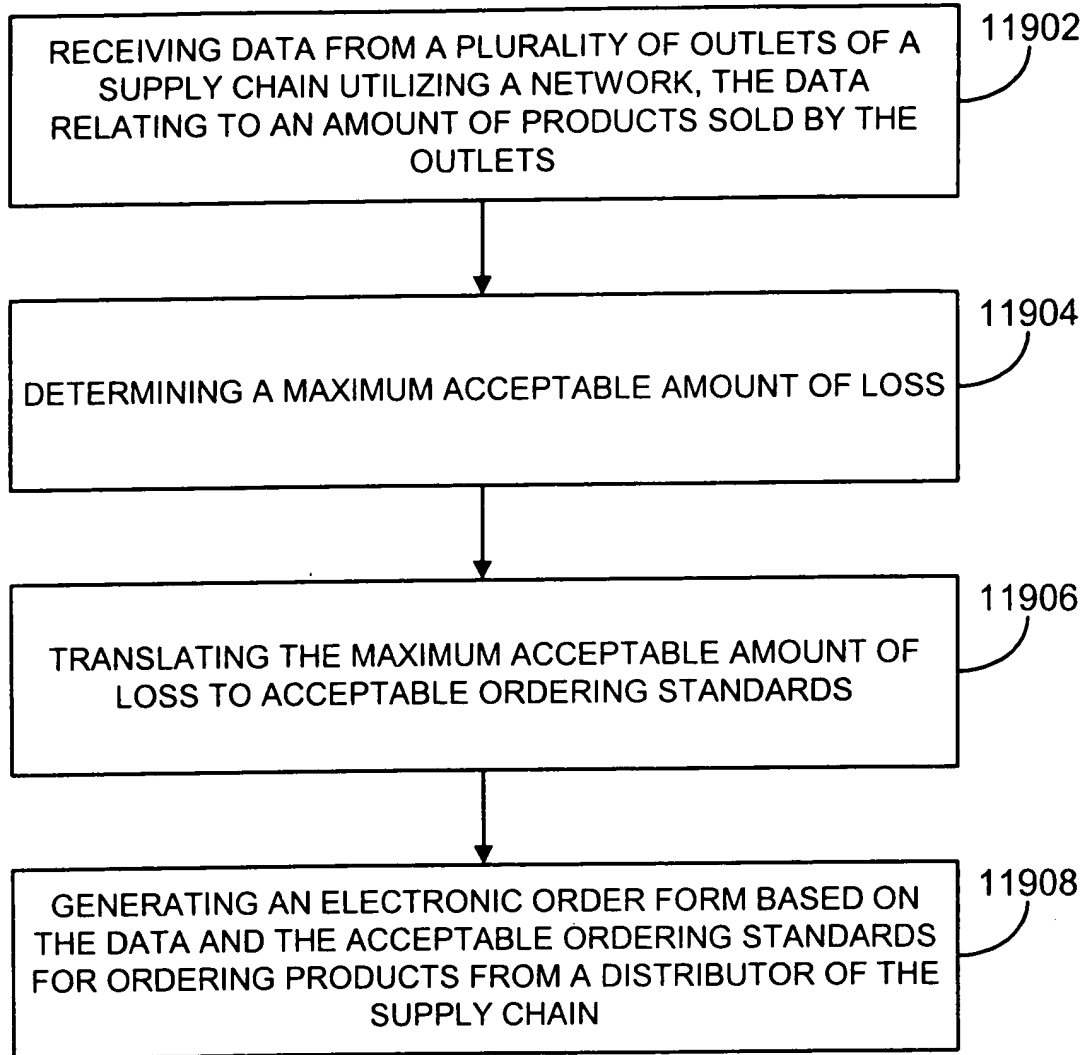 RECEIVING DATA FROM A PLURALITY OF OUTLETS OF A
SUPPLY CHAIN UTILIZING A NETWORK, THE DATA
RELATING TO AN AMOUNT OF PRODUCTS SOLD BY THE
OUTLETS
11902
DETERMINING A MAXIMUM ACCEPTABLE AMOUNT OF LOSS
11904
TRANSLATING THE MAXIMUM ACCEPTABLE AMOUNT OF
LOSS TO ACCEPTABLE ORDERING STANDARDS
11906
GENERATING AN ELECTRONIC ORDER FORM BASED ON
THE DATA AND THE ACCEPTABLE ORDERING STANDARDS
FOR ORDERING PRODUCTS FROM A DISTRIBUTOR OF THE
SUPPLY CHAIN
11908